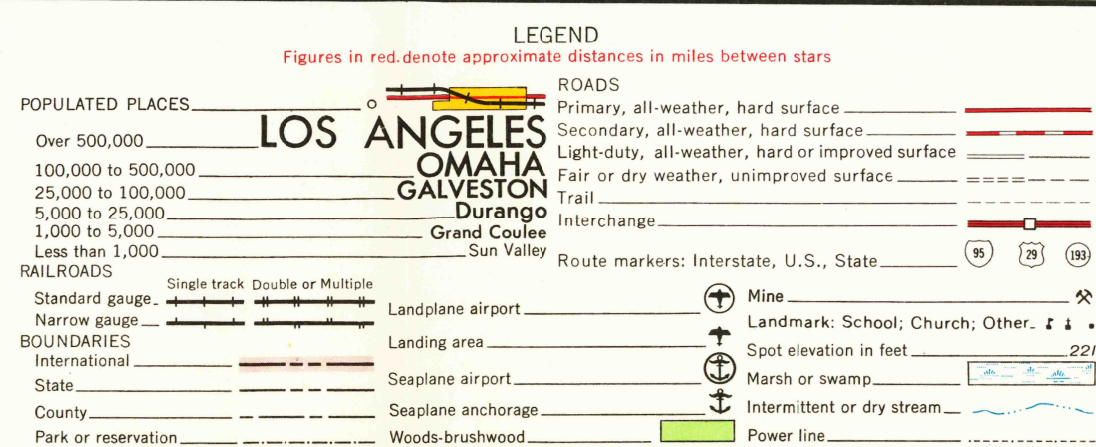 LEGEND
Figures in red denote approximate distances in miles between stars
POPULATED PLACES
Over 500,000 LOS ANGELES
100,000 to 500,000 OMAHA
25,000 to 100,000 GALVESTON
5,000 to 25,000 Durango
1,000 to 5,000 Grand Coulee
Less than 1,000 Sun Valley
RAILROADS
Single track Double or Multiple
Standard gauge
Narrow gauge
BOUNDARIES
International
State
County
Park or reservation
Landplane airport
Landing area
Seaplane airport
Seaplane anchorage
Woods-brushwood
ROADS
Primary, all-weather, hard surface
Secondary, all-weather, hard surface
Light-duty, all-weather, hard or improved surface
Fair or dry weather, unimproved surface
Trail
Interchange
Route markers: Interstate, U.S., State 95 29 193
Mine
Landmark: School; Church; Other
Spot elevation in feet 221
Marsh or swamp
Intermittent or dry stream
Power line